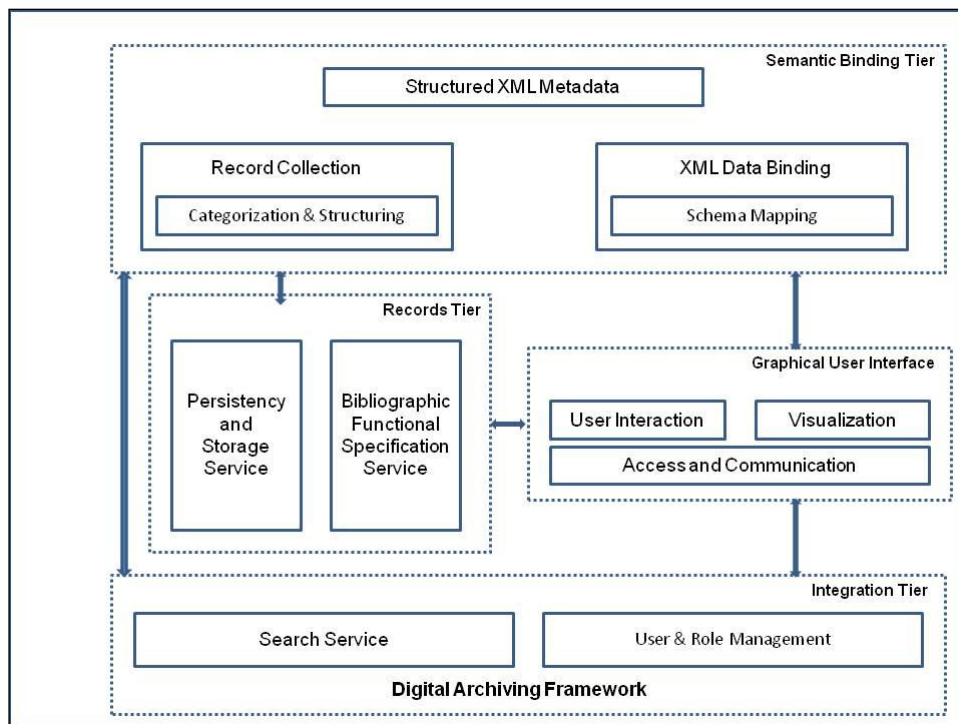 Semantic Binding Tier
Structured XML Metadata
Record Collection
Categorization & Structuring
XML Data Binding
Schema Mapping
Records Tier
Persistency
and
Storage
Service
Bibliographic
Functional
Specification
Service
Graphical User Interface
User Interaction
Visualization
Access and Communication
Integration Tier
Search Service
User & Role Management
Digital Archiving Framework